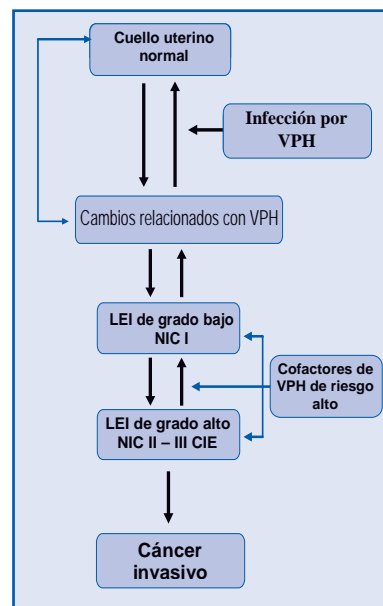 Cuello uterino
normal
Infección por
VPH
Cambios relacionados con VPH
LEI de grado bajo
NIC I
Cofactores de
VPH de riesgo
alto
LEI de grado alto
NIC II – III CIE
Cáncer
invasivo